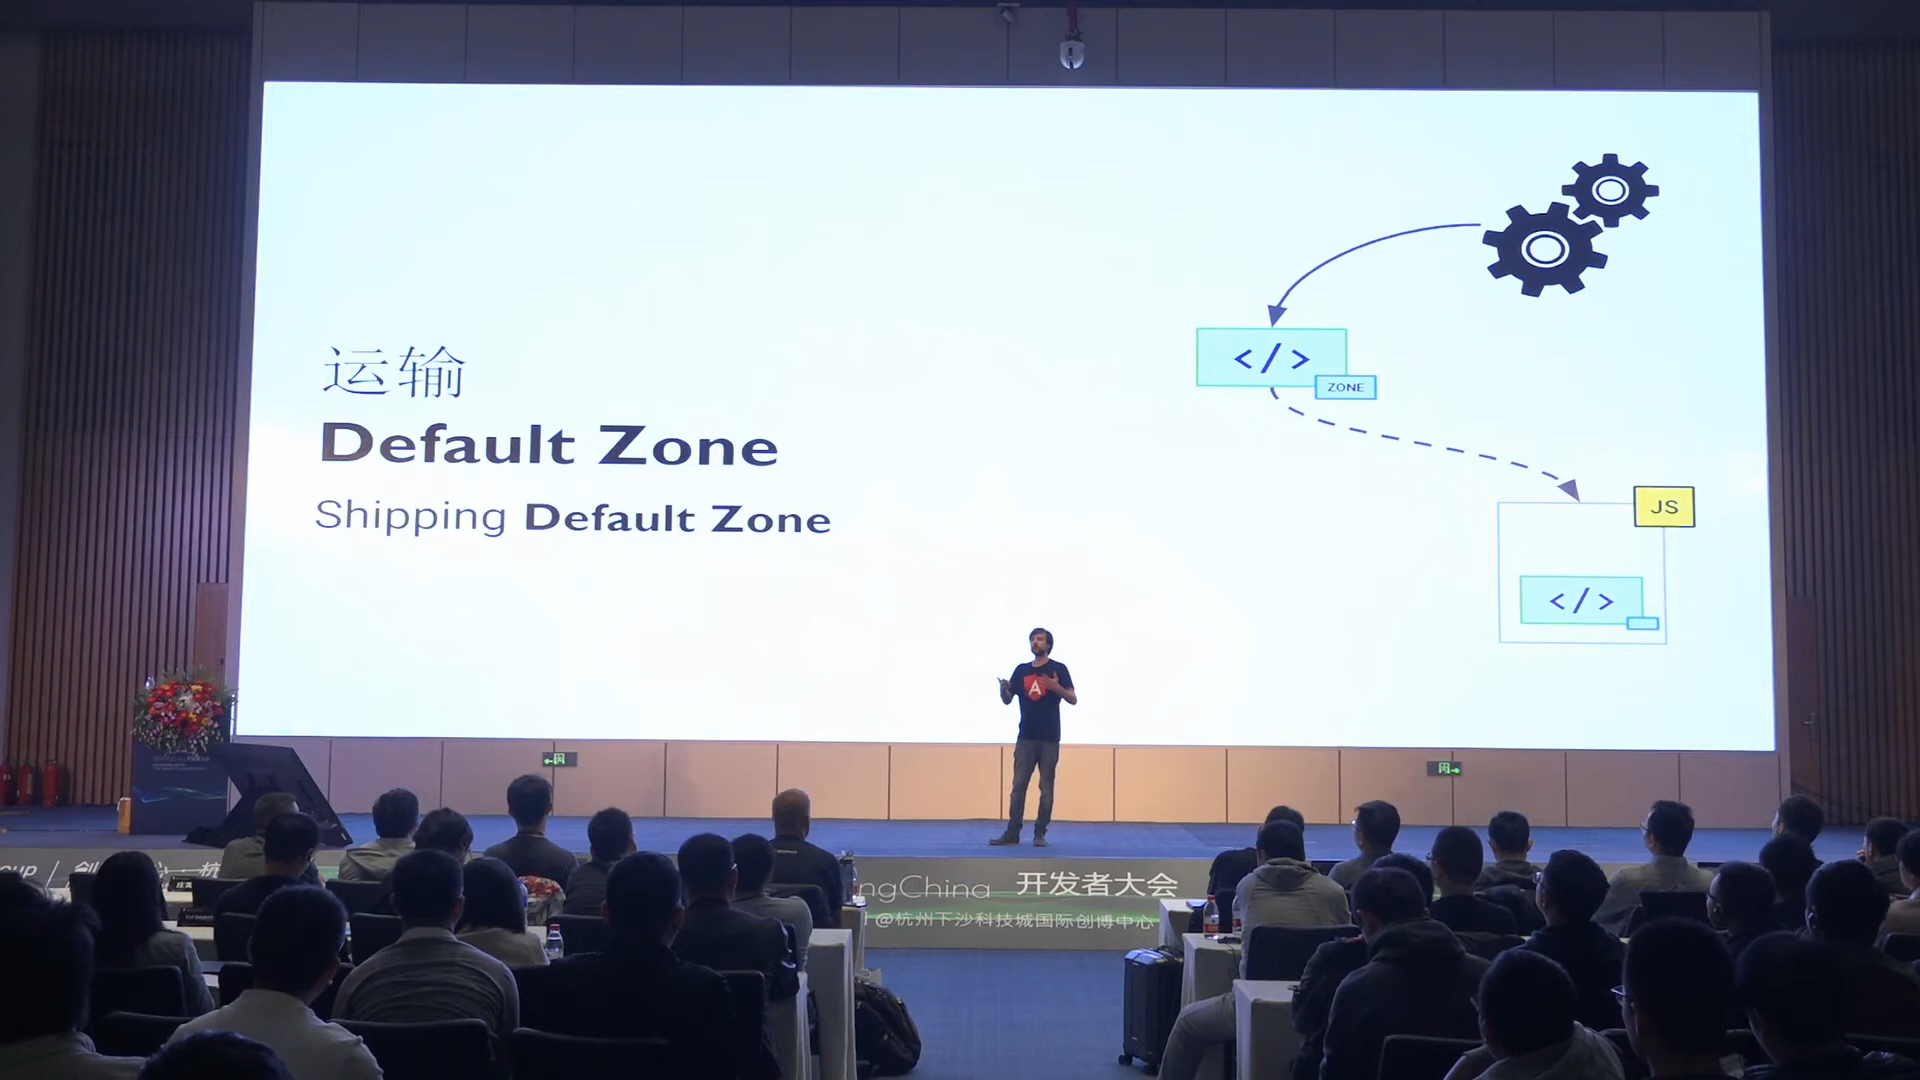 运输
Default Zone
Shipping Default Zone
</>
ZONE
JS
</>
A
ngChina 开发者大会
@杭州下沙科技城国际创博中心